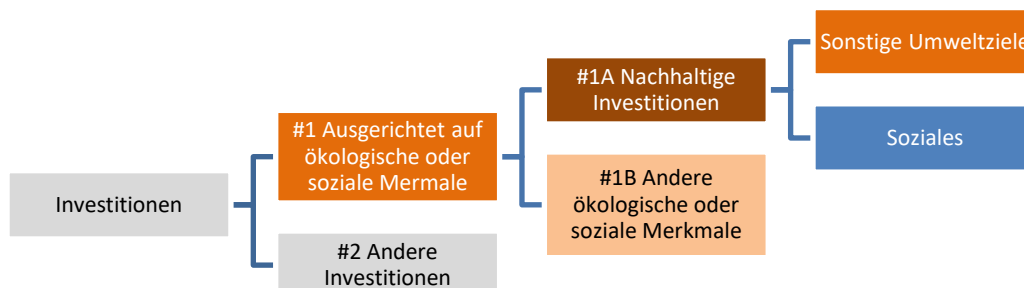 Investitionen
#1 Ausgerichtet auf
ökologische oder
soziale Mermale
#2 Andere
Investitionen
#1A Nachhaltige
Investitionen
#1B Andere
ökologische oder
soziale Merkmale
Sonstige Umweltziele
Soziales